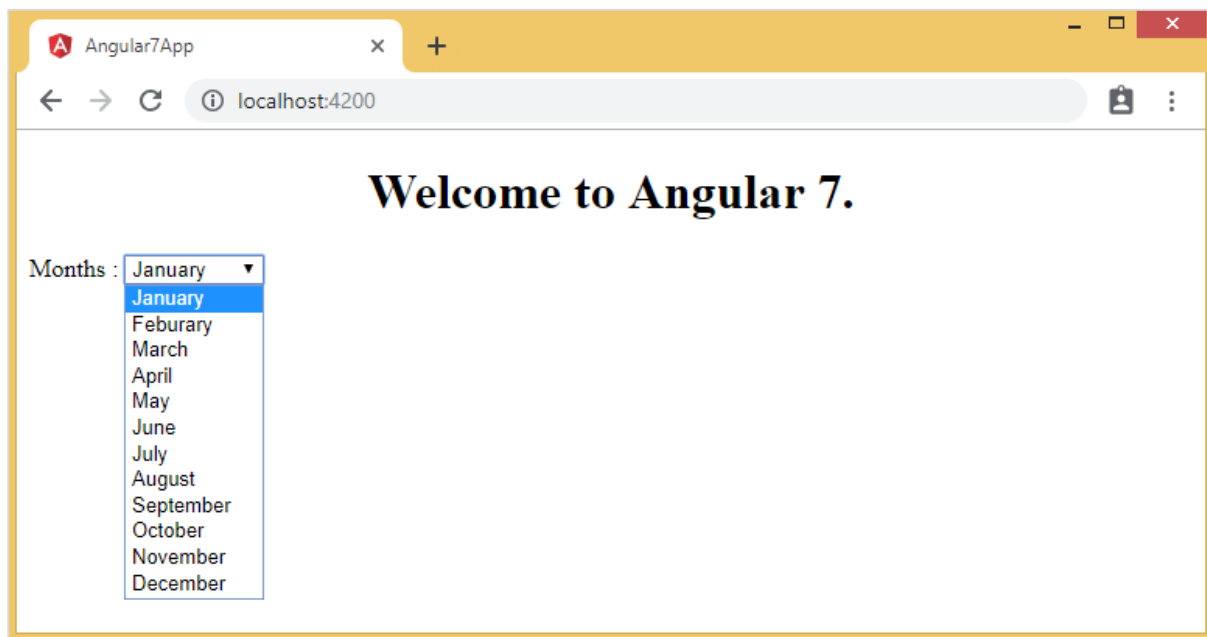 Angular7App
localhost:4200
Welcome to Angular 7.
Months : January
January
Feburary
March
April
May
June
July
August
September
October
November
December